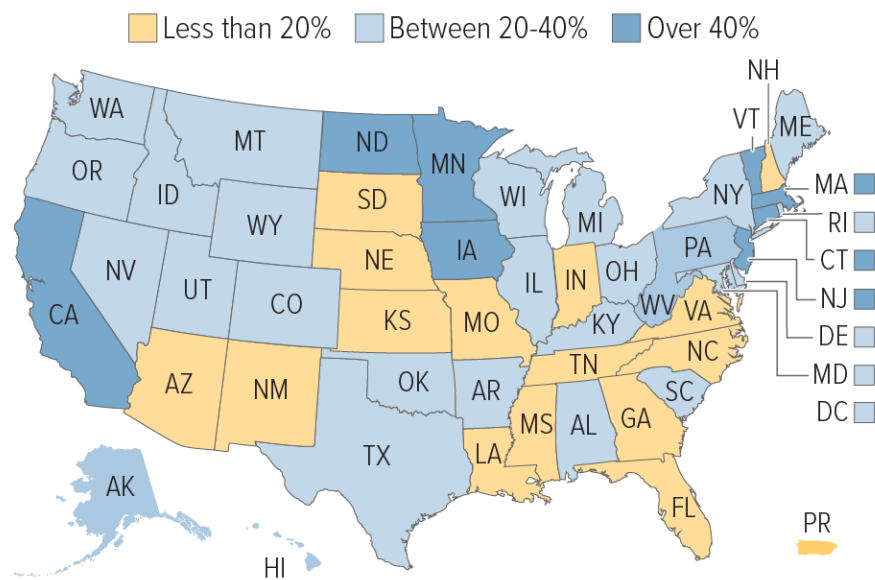 Less than 20% Between 20-40% Over 40%
NH
WA
VT
ME
MT
ND
MN
OR
MA
ID
WI
NY
SD
WY
MI
RI
IA
PA
CT
NE
NV
OH
IN
IL
UT
NJ
CO
WV
CA
VA
KS
MO
KY
DE
NC
TN
MD
AZ
NM
OK
AR
SC
DC
MS
AL
GA
TX
LA
AK
FL
PR
HI